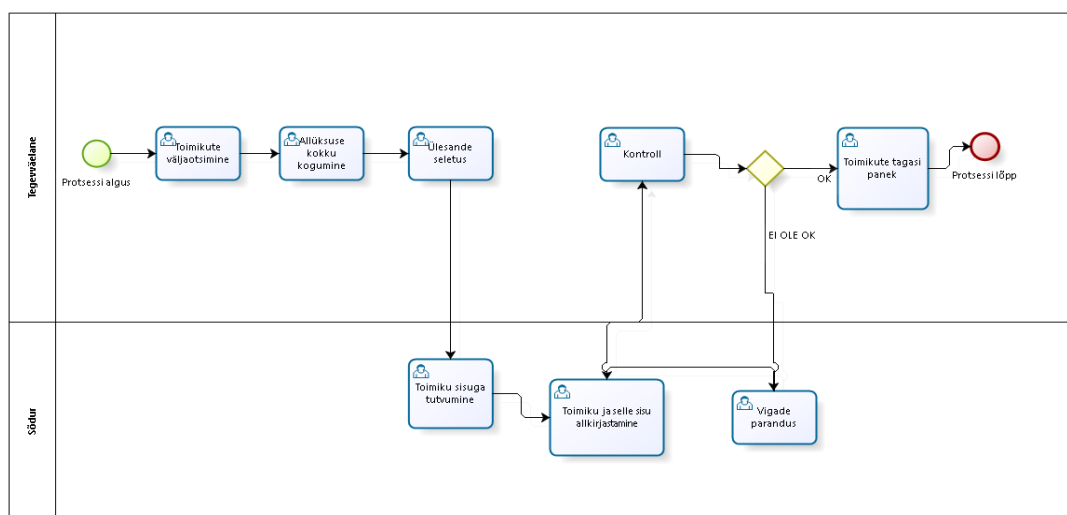 Tegevväelane
Protsessi algus
Toimikute
väljaotsimine
Allüksuse
kokku
kogumine
Ülesande
seletus
Kontroll
OK
EI OLE OK
Toimikute tagasi
panek
Protsessi lõpp
Sõdur
Toimiku sisuga
tutvumine
Toimiku ja selle sisu
allkirjastamine
Vigade
parandus